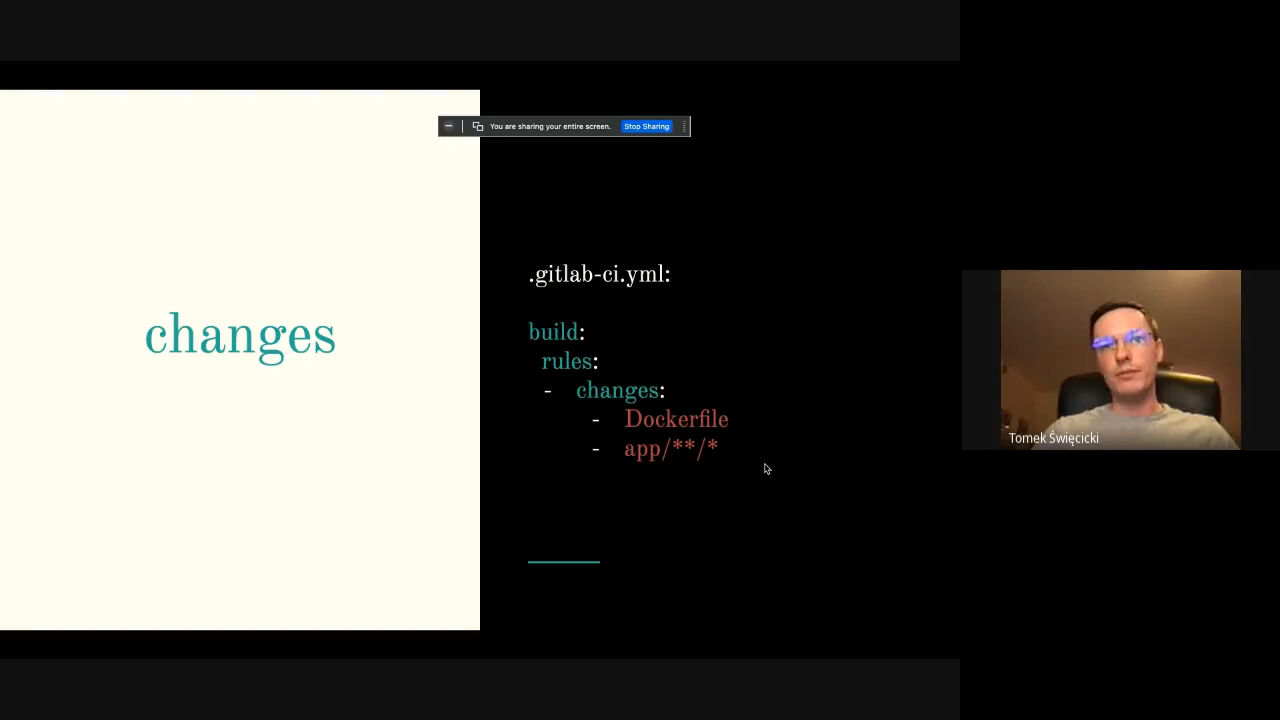 You are sharing your entire screen. Stop Sharing
changes
.gitlab-ci.yml:
build:
rules:
- changes:
- Dockerfile
- app/**/*
Tomek Święcicki